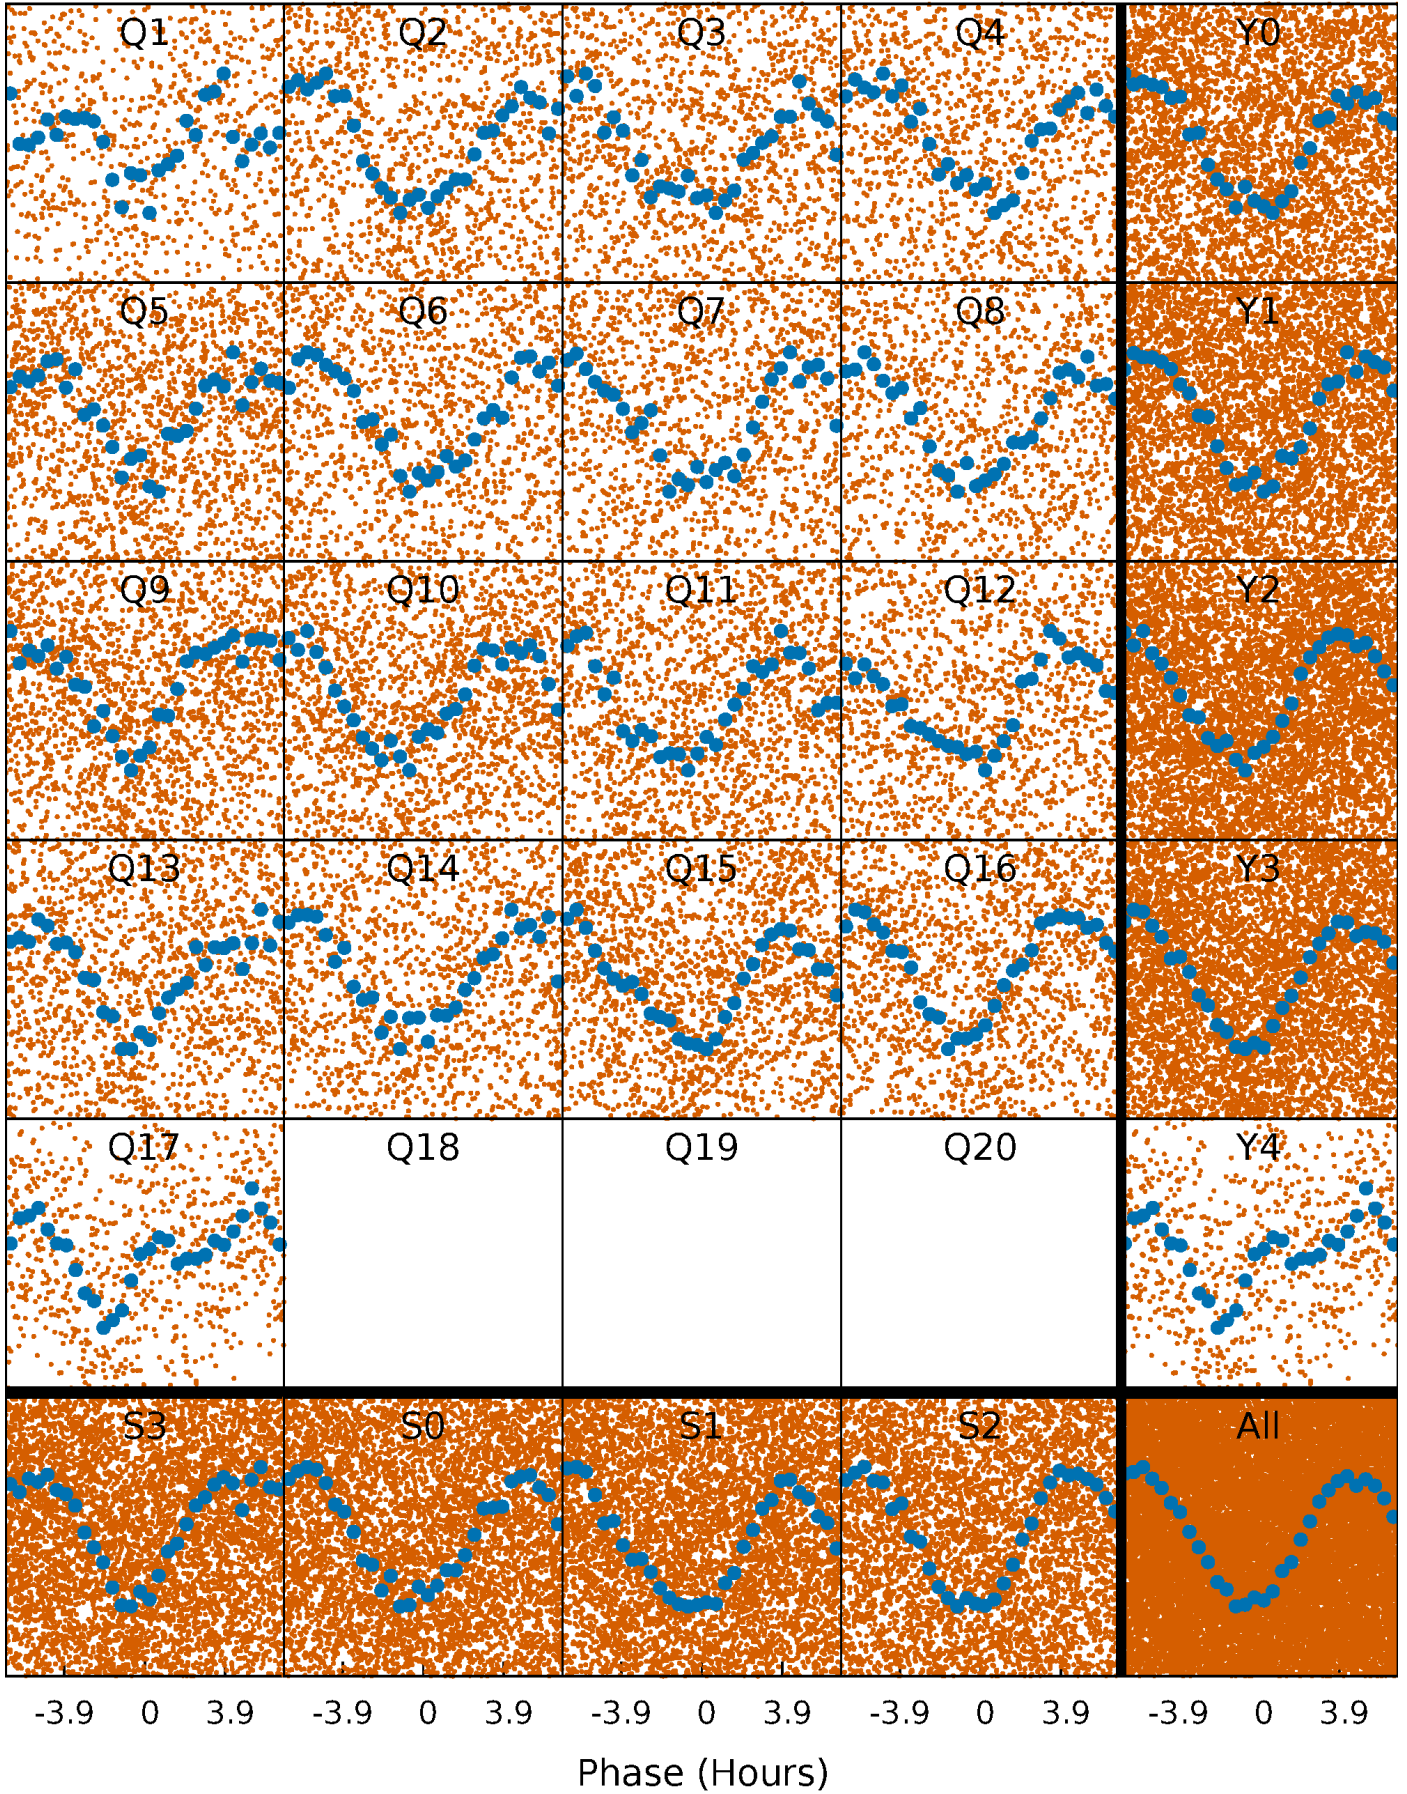 Q1 Q2 Q3 Q4 Y0
Q5 Q6 Q7 Q8 Y1
Q9 Q10 Q11 Q12 Y2
Q13 Q14 Q15 Q16 Y3
Q17 Q18 Q19 Q20 Y4
S3 S0 S1 S2 All
-3.9 0 3.9 -3.9 0 3.9 -3.9 0 3.9 -3.9 0 3.9 -3.9 0 3.9
Phase (Hours)